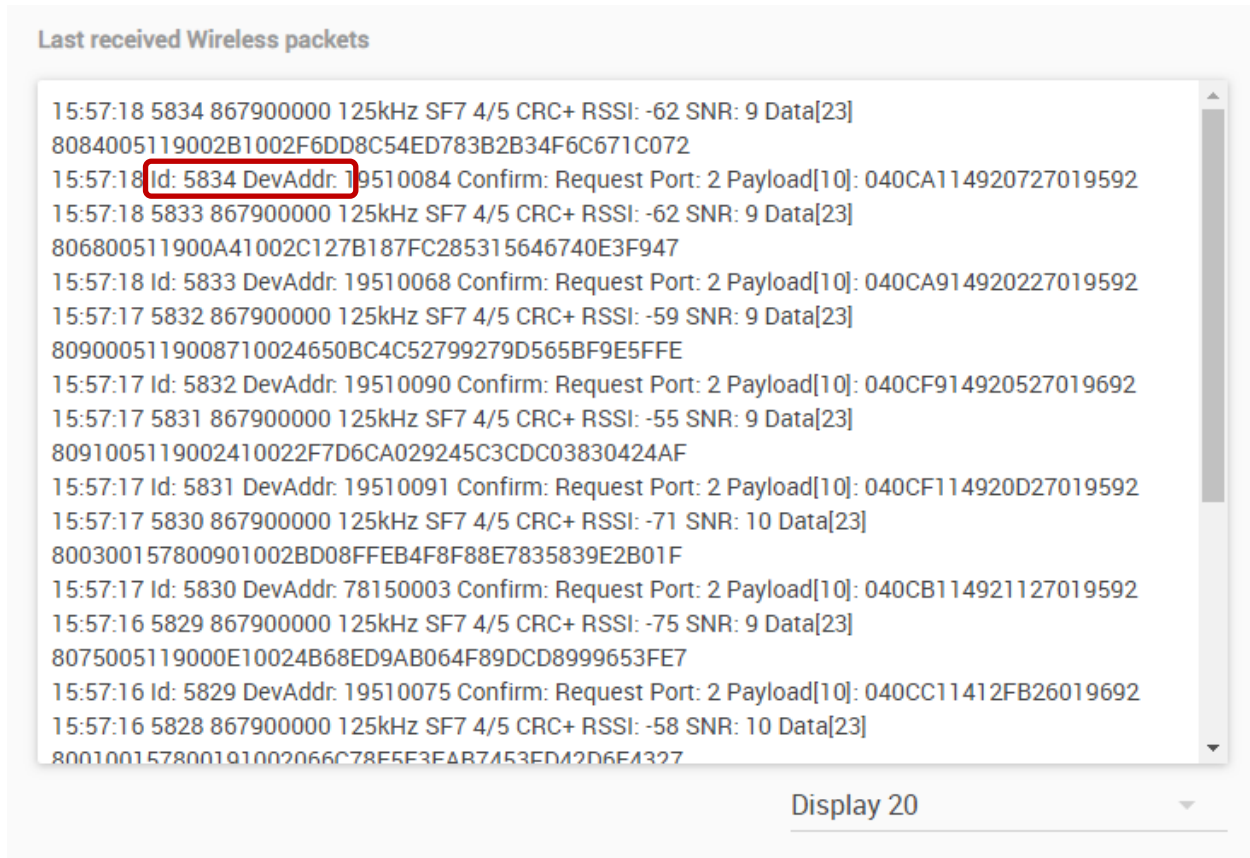 Last received Wireless packets
15:57:18 5834 867900000 125kHz SF7 4/5 CRC+ RSSI: -62 SNR: 9 Data[23]
8084005119002B1002F6DD8C54ED783B2B34F6C671C072
15:57:18 Id: 5834 DevAddr: 19510084 Confirm: Request Port: 2 Payload[10]: 040CA114920727019592
15:57:18 5833 867900000 125kHz SF7 4/5 CRC+ RSSI: -62 SNR: 9 Data[23]
806800511900A41002C127B187FC285315646740E3F947
15:57:18 Id: 5833 DevAddr: 19510068 Confirm: Request Port: 2 Payload[10]: 040CA914920227019592
15:57:17 5832 867900000 125kHz SF7 4/5 CRC+ RSSI: -59 SNR: 9 Data[23]
8090005119008710024650BC4C52799279D565BF9E5FFE
15:57:17 Id: 5832 DevAddr: 19510090 Confirm: Request Port: 2 Payload[10]: 040CF914920527019692
15:57:17 5831 867900000 125kHz SF7 4/5 CRC+ RSSI: -55 SNR: 9 Data[23]
8091005119002410022F7D6CA029245C3CDC03830424AF
15:57:17 Id: 5831 DevAddr: 19510091 Confirm: Request Port: 2 Payload[10]: 040CF114920D27019592
15:57:17 5830 867900000 125kHz SF7 4/5 CRC+ RSSI: -71 SNR: 10 Data[23]
800300157800901002BD08FFEB4F8F88E7835839E2B01F
15:57:17 Id: 5830 DevAddr: 78150003 Confirm: Request Port: 2 Payload[10]: 040CB114921127019592
15:57:16 5829 867900000 125kHz SF7 4/5 CRC+ RSSI: -75 SNR: 9 Data[23]
8075005119000E10024B68ED9AB064F89DCD8999653FE7
15:57:16 Id: 5829 DevAddr: 19510075 Confirm: Request Port: 2 Payload[10]: 040CC11412FB26019692
15:57:16 5828 867900000 125kHz SF7 4/5 CRC+ RSSI: -58 SNR: 10 Data[23]
Display 20